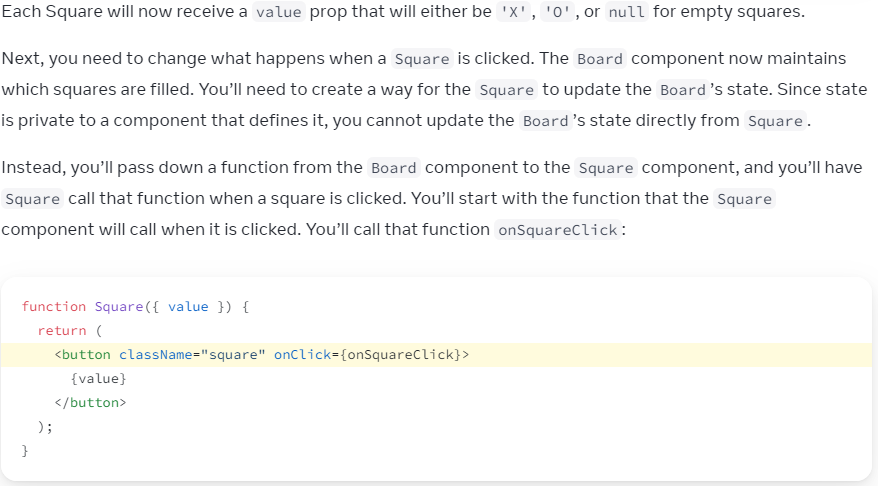 Each Square will now receive a value prop that will either be 'X', 'O', or null for empty squares.
Next, you need to change what happens when a Square is clicked. The Board component now maintains
which squares are filled. You’ll need to create a way for the Square to update the Board’s state. Since state
is private to a component that defines it, you cannot update the Board’s state directly from Square.
Instead, you’ll pass down a function from the Board component to the Square component, and you’ll have
Square call that function when a square is clicked. You’ll start with the function that the Square
component will call when it is clicked. You’ll call that function onSquareClick:
function Square({ value }) {
  return (
    <button className="square" onClick={onSquareClick}>
      {value}
    </button>
  );
}